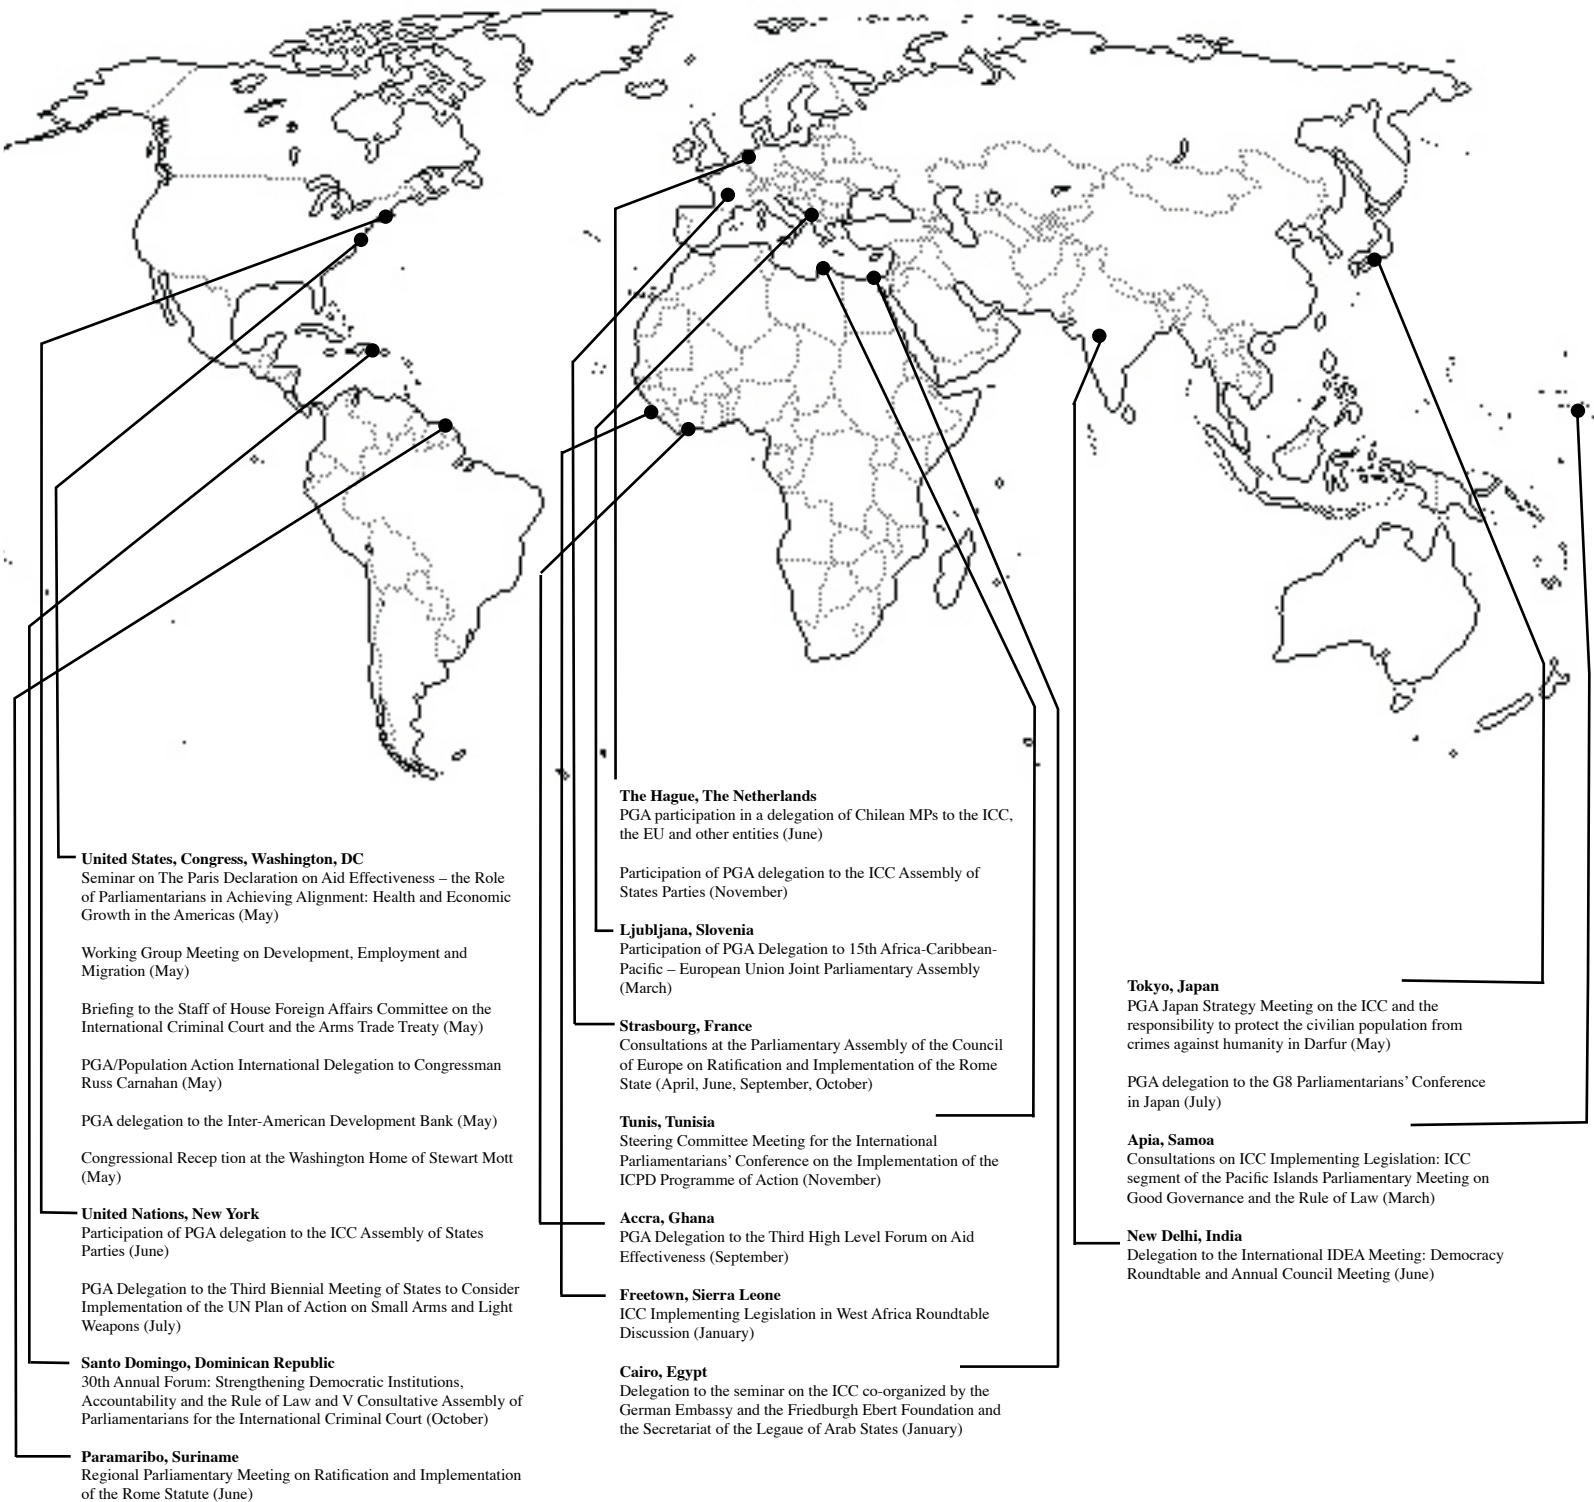 United States, Congress, Washington, DC
Seminar on The Paris Declaration on Aid Effectiveness – the Role
of Parliamentarians in Achieving Alignment: Health and Economic
Growth in the Americas (May)
Working Group Meeting on Development, Employment and
Migration (May)
Briefing to the Staff of House Foreign Affairs Committee on the
International Criminal Court and the Arms Trade Treaty (May)
PGA/Population Action International Delegation to Congressman
Russ Carnahan (May)
PGA delegation to the Inter-American Development Bank (May)
Congressional Recep tion at the Washington Home of Stewart Mott
(May)
United Nations, New York
Participation of PGA delegation to the ICC Assembly of States
Parties (June)
PGA Delegation to the Third Biennial Meeting of States to Consider
Implementation of the UN Plan of Action on Small Arms and Light
Weapons (July)
Santo Domingo, Dominican Republic
30th Annual Forum: Strengthening Democratic Institutions,
Accountability and the Rule of Law and V Consultative Assembly of
Parliamentarians for the International Criminal Court (October)
Paramaribo, Suriname
Regional Parliamentary Meeting on Ratification and Implementation
of the Rome Statute (June)
The Hague, The Netherlands
PGA participation in a delegation of Chilean MPs to the ICC,
the EU and other entities (June)
Participation of PGA delegation to the ICC Assembly of
States Parties (November)
Ljubljana, Slovenia
Participation of PGA Delegation to 15th Africa-Caribbean-
Pacific – European Union Joint Parliamentary Assembly
(March)
Strasbourg, France
Consultations at the Parliamentary Assembly of the Council
of Europe on Ratification and Implementation of the Rome
State (April, June, September, October)
Tunis, Tunisia
Steering Committee Meeting for the International
Parliamentarians' Conference on the Implementation of the
ICPD Programme of Action (November)
Accra, Ghana
PGA Delegation to the Third High Level Forum on Aid
Effectiveness (September)
Freetown, Sierra Leone
ICC Implementing Legislation in West Africa Roundtable
Discussion (January)
Cairo, Egypt
Delegation to the seminar on the ICC co-organized by the
German Embassy and the Friedburgh Ebert Foundation and
the Secretariat of the Legaue of Arab States (January)
Tokyo, Japan
PGA Japan Strategy Meeting on the ICC and the
responsibility to protect the civilian population from
crimes against humanity in Darfur (May)
PGA delegation to the G8 Parliamentarians' Conference
in Japan (July)
Apia, Samoa
Consultations on ICC Implementing Legislation: ICC
segment of the Pacific Islands Parliamentary Meeting on
Good Governance and the Rule of Law (March)
New Delhi, India
Delegation to the International IDEA Meeting: Democracy
Roundtable and Annual Council Meeting (June)